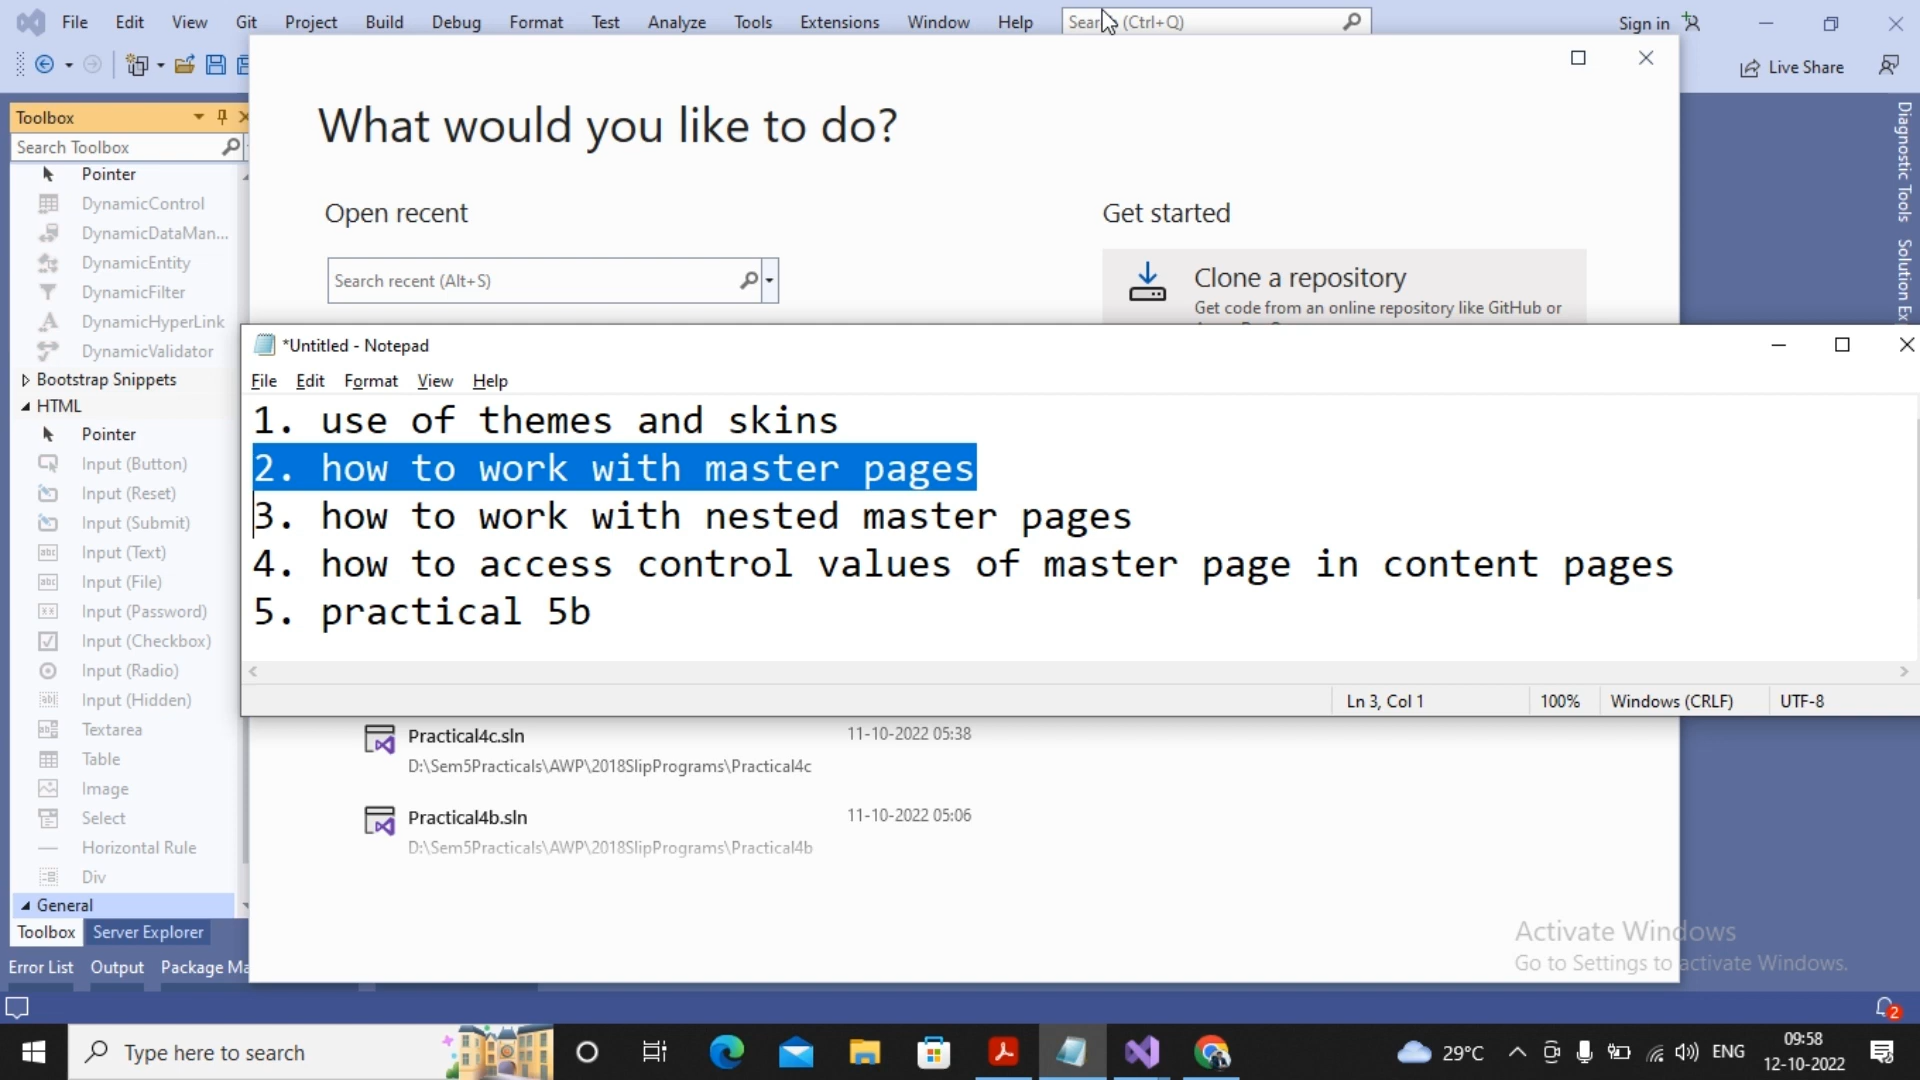 File Edit View Git Project Build Debug Format Test Analyze Tools Extensions Window Help
(Ctrl+Q)
Sign in
Live Share
Toolbox
Search Toolbox
Pointer
DynamicControl
DynamicDataMan...
DynamicEntity
DynamicFilter
DynamicHyperLink
DynamicValidator
Bootstrap Snippets
HTML
Pointer
Input (Button)
Input (Reset)
Input (Submit)
Input (Text)
Input (File)
Input (Password)
Input (Checkbox)
Input (Radio)
Input (Hidden)
Textarea
Table
Image
Select
Horizontal Rule
Div
General
Toolbox Server Explorer
Error List Output Package Ma
What would you like to do?
Open recent
Search recent (Alt+S)
Get started
Clone a repository
Get code from an online repository like GitHub or
Diagnostic Tools
Solution Ex
*Untitled - Notepad
File Edit Format View Help
1. use of themes and skins
2. how to work with master pages
3. how to work with nested master pages
4. how to access control values of master page in content pages
5. practical 5b
Ln 3, Col 1 100% Windows (CRLF) UTF-8
Practical4c.sln 11-10-2022 05:38
D:\Sem5Practicals\AWP\2018SlipPrograms\Practical4c
Practical4b.sln 11-10-2022 05:06
D:\Sem5Practicals\AWP\2018SlipPrograms\Practical4b
Activate Windows
Go to Settings to activate Windows.
2
Type here to search
29°C
ENG
09:58
12-10-2022